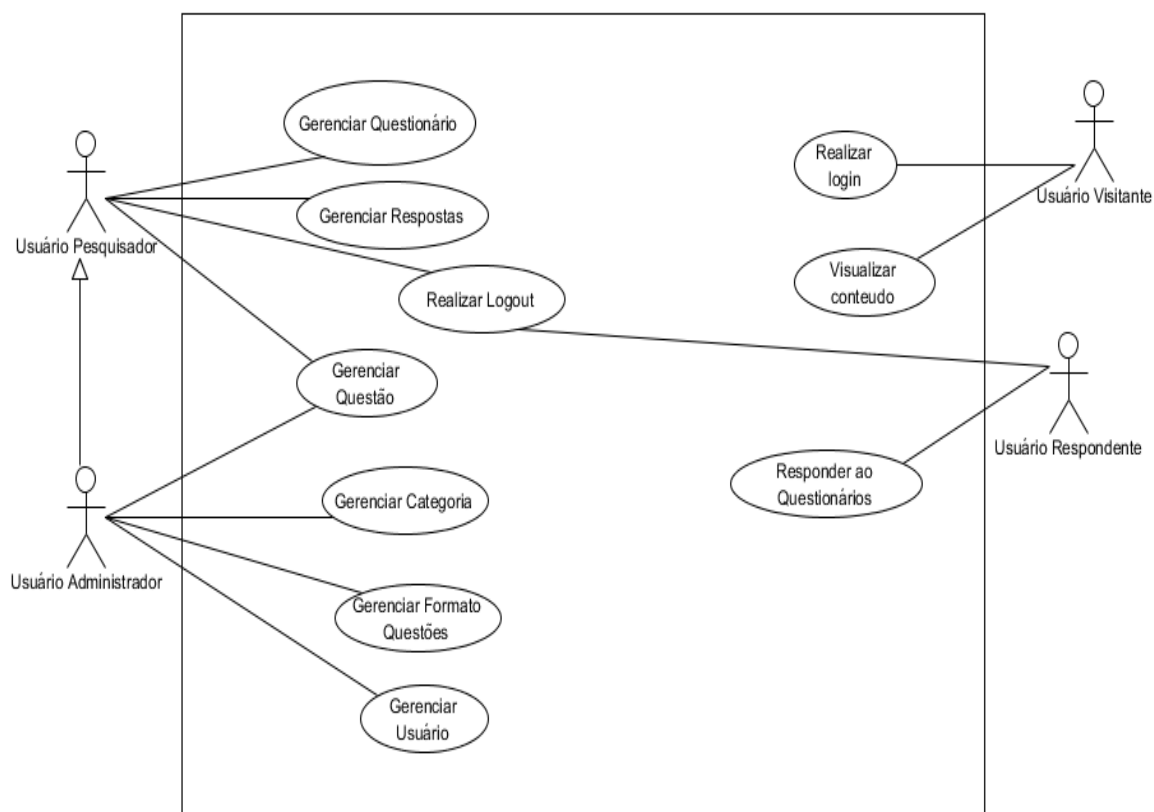 Gerenciar Questionário
Usuário Pesquisador
Gerenciar Respostas
Realizar Logout
Gerenciar
Questão
Usuário Administrador
Gerenciar Categoria
Gerenciar Formato
Questões
Gerenciar
Usuário
Realizar
login
Usuário Visitante
Visualizar
conteudo
Usuário Respondente
Responder ao
Questionários